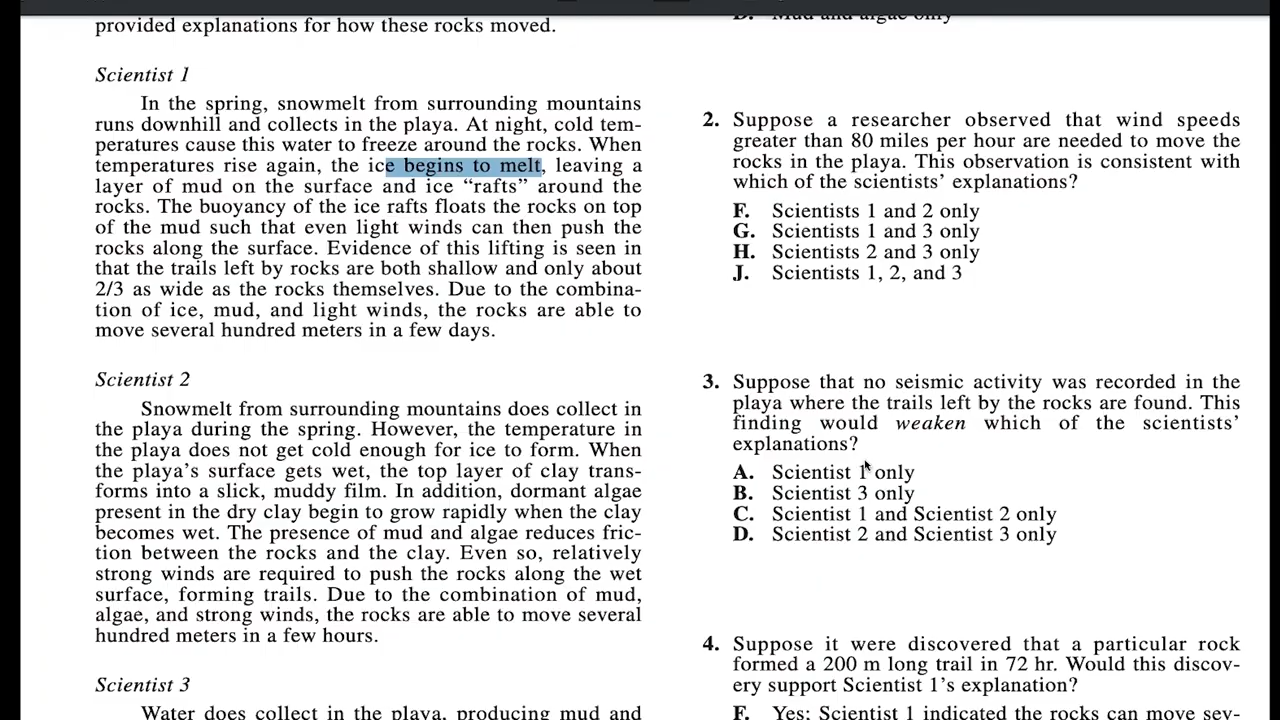 provided explanations for how these rocks moved.
Scientist 1
In the spring, snowmelt from surrounding mountains
runs downhill and collects in the playa. At night, cold tem-
peratures cause this water to freeze around the rocks. When
temperatures rise again, the ice begins to melt, leaving a
layer of mud on the surface and ice “rafts” around the
rocks. The buoyancy of the ice rafts floats the rocks on top
of the mud such that even light winds can then push the
rocks along the surface. Evidence of this lifting is seen in
that the trails left by rocks are both shallow and only about
2/3 as wide as the rocks themselves. Due to the combina-
tion of ice, mud, and light winds, the rocks are able to
move several hundred meters in a few days.
Scientist 2
Snowmelt from surrounding mountains does collect in
the playa during the spring. However, the temperature in
the playa does not get cold enough for ice to form. When
the playa’s surface gets wet, the top layer of clay trans-
forms into a slick, muddy film. In addition, dormant algae
present in the dry clay begin to grow rapidly when the clay
becomes wet. The presence of mud and algae reduces fric-
tion between the rocks and the clay. Even so, relatively
strong winds are required to push the rocks along the wet
surface, forming trails. Due to the combination of mud,
algae, and strong winds, the rocks are able to move several
hundred meters in a few hours.
Scientist 3
Water does collect in the playa, producing mud and
D. Mud and algae only
2. Suppose a researcher observed that wind speeds
greater than 80 miles per hour are needed to move the
rocks in the playa. This observation is consistent with
which of the scientists’ explanations?
F. Scientists 1 and 2 only
G. Scientists 1 and 3 only
H. Scientists 2 and 3 only
J. Scientists 1, 2, and 3
3. Suppose that no seismic activity was recorded in the
playa where the trails left by the rocks are found. This
finding would weaken which of the scientists’
explanations?
A. Scientist 1 only
B. Scientist 3 only
C. Scientist 1 and Scientist 2 only
D. Scientist 2 and Scientist 3 only
4. Suppose it were discovered that a particular rock
formed a 200 m long trail in 72 hr. Would this discov-
ery support Scientist 1’s explanation?
F. Yes; Scientist 1 indicated the rocks can move sev-